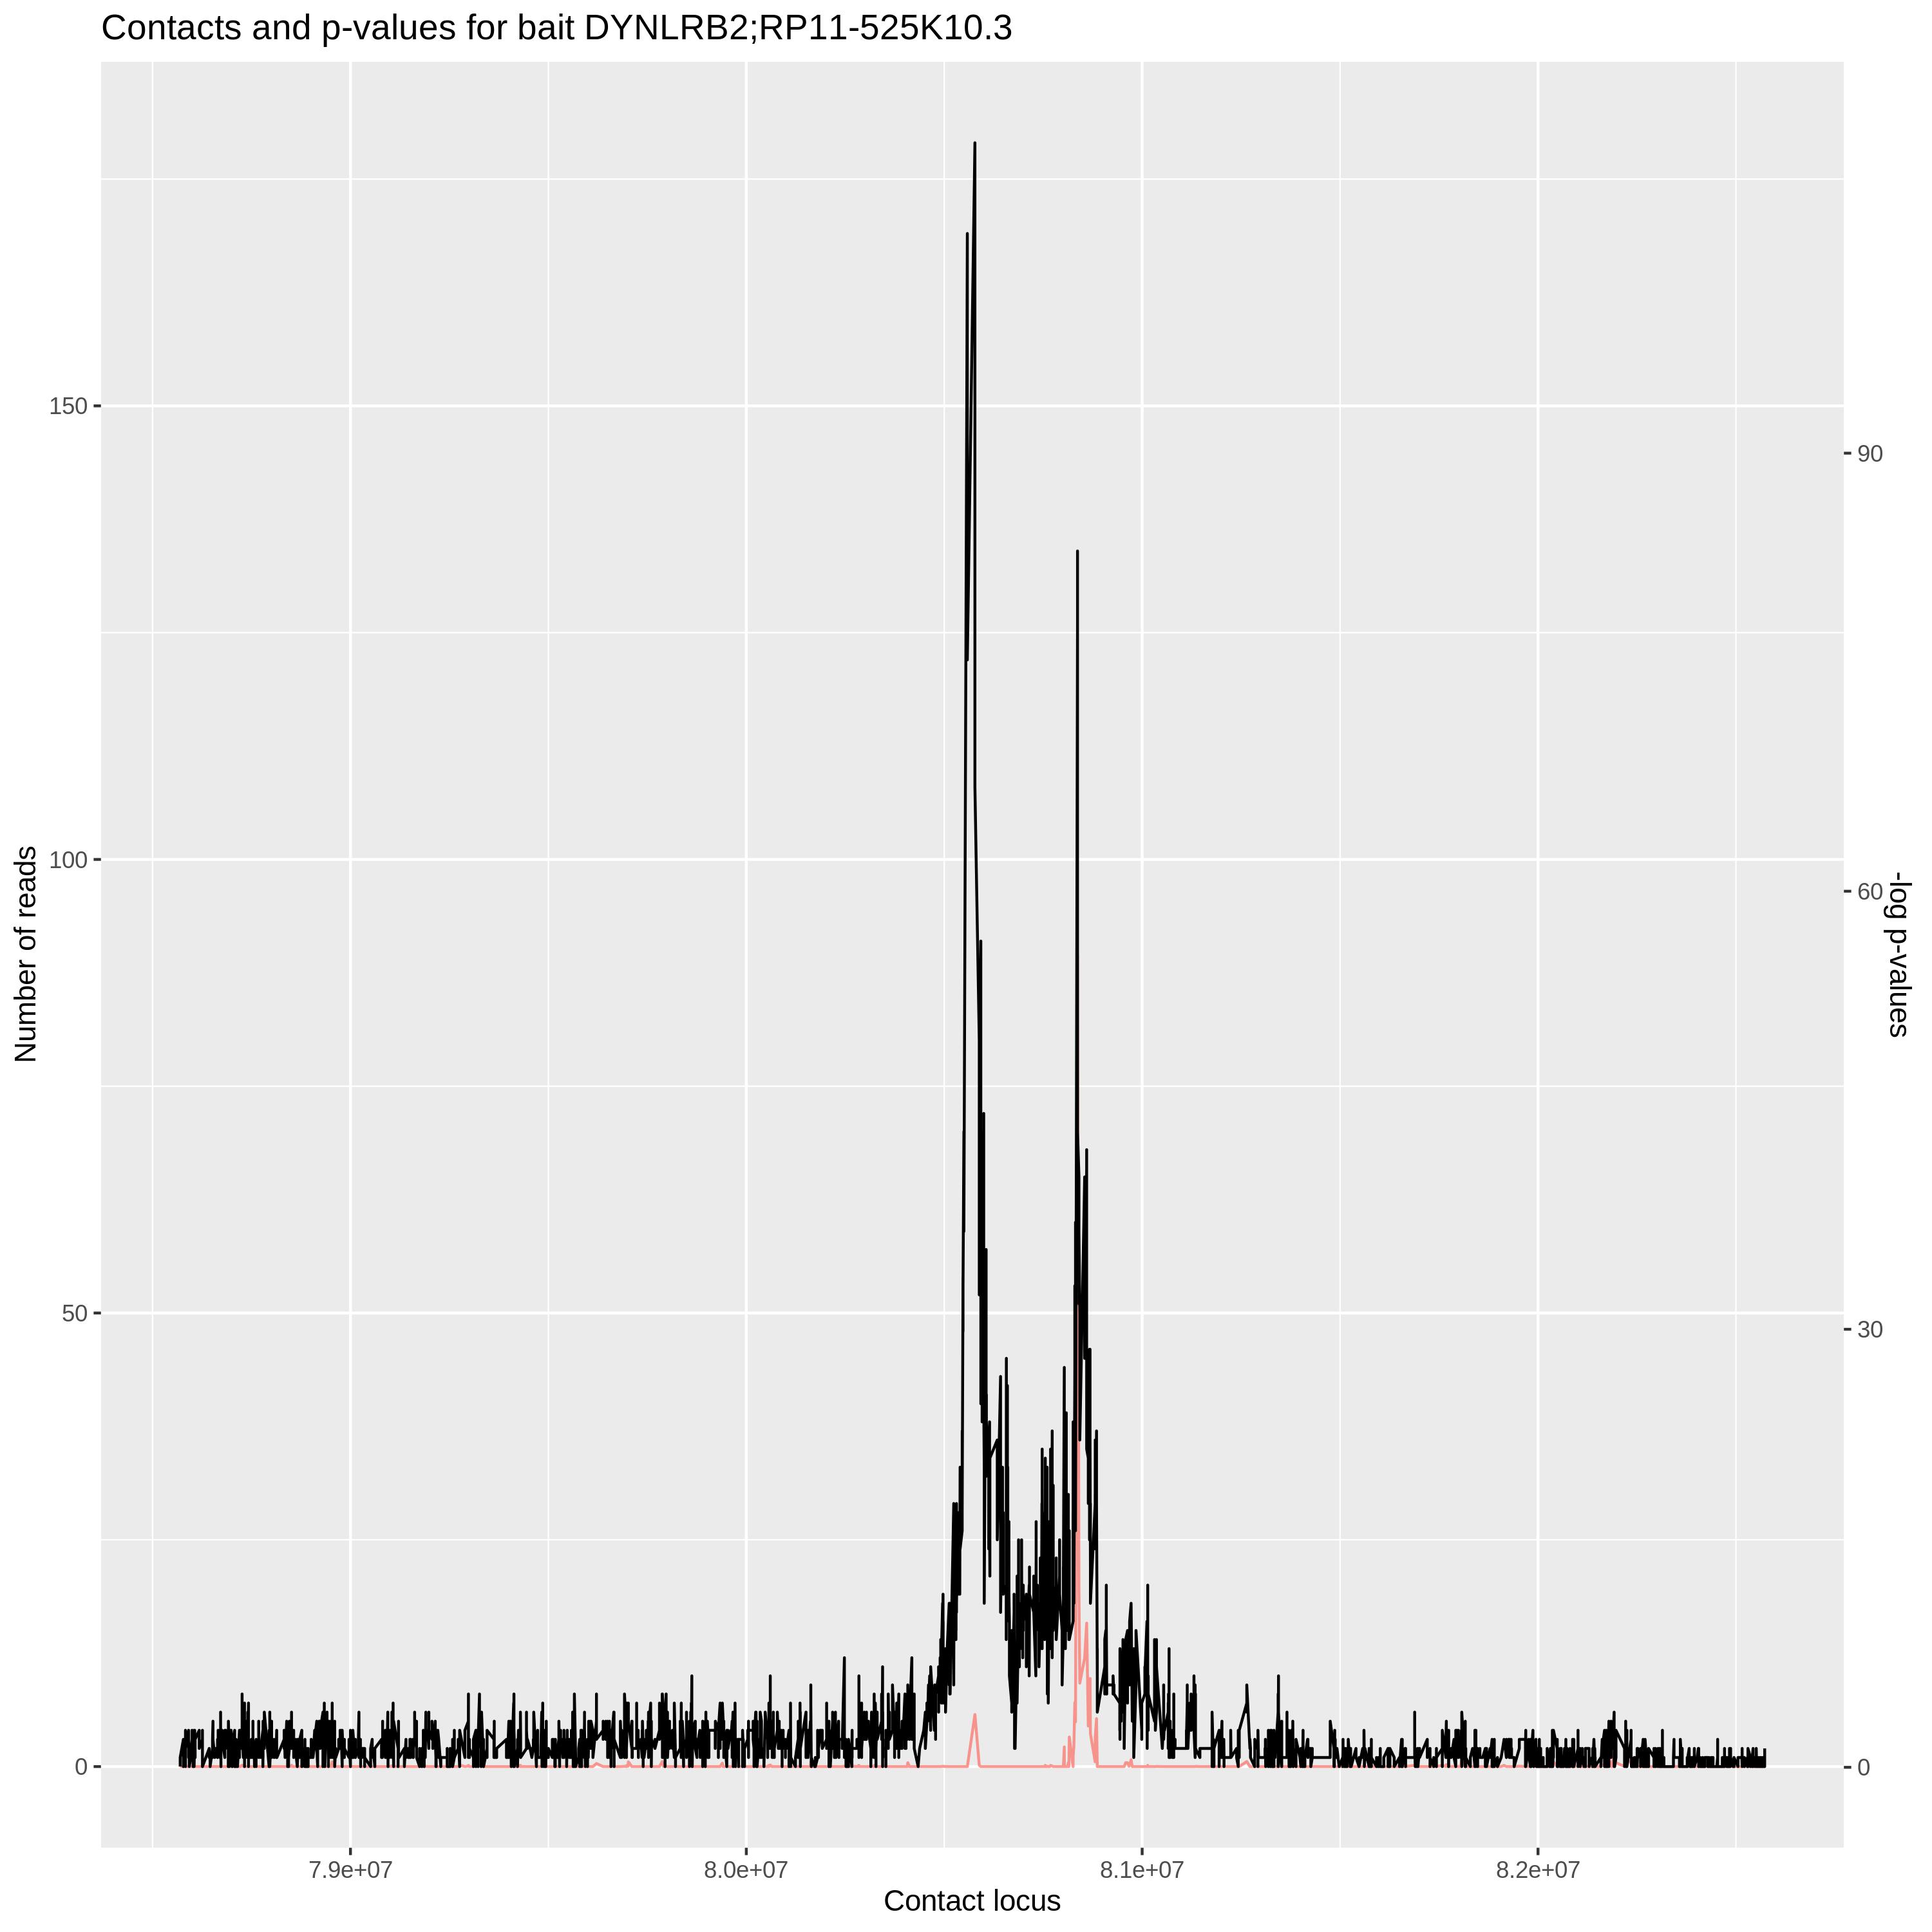 Contacts and p-values for bait DYNLRB2;RP11-525K10.3
Number of reads
150
100
50
0
90
60
30
0
-log p-values
7.9e+07 8.0e+07 8.1e+07 8.2e+07
Contact locus